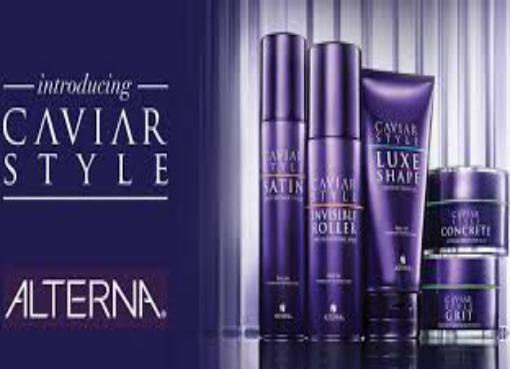 introducing
CAVIAR
STYLE
ALTERNA®
CAVIAR
STYLE
SATIN
CAVIAR
STYLE
INVISIBLE
ROLLER
CAVIAR
STYLE
LUXE
SHAPE
CAVIAR
STYLE
CONCRETE
CAVIAR
STYLE
GRIT